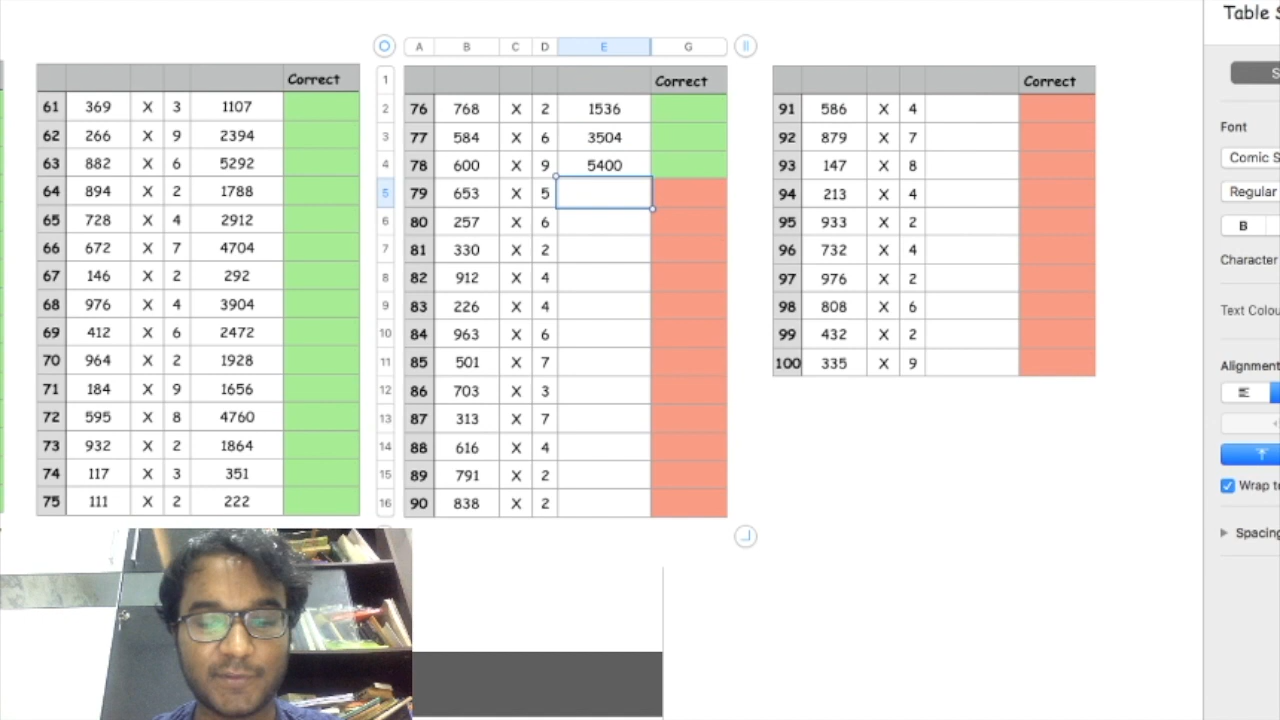 Table S
A B C D E G
Correct
61 369 X 3 1107
62 266 X 9 2394
63 882 X 6 5292
64 894 X 2 1788
65 728 X 4 2912
66 672 X 7 4704
67 146 X 2 292
68 976 X 4 3904
69 412 X 6 2472
70 964 X 2 1928
71 184 X 9 1656
72 595 X 8 4760
73 932 X 2 1864
74 117 X 3 351
75 111 X 2 222
1 Correct
2 76 768 X 2 1536
3 77 584 X 6 3504
4 78 600 X 9 5400
5 79 653 X 5
6 80 257 X 6
7 81 330 X 2
8 82 912 X 4
9 83 226 X 4
10 84 963 X 6
11 85 501 X 7
12 86 703 X 3
13 87 313 X 7
14 88 616 X 4
15 89 791 X 2
16 90 838 X 2
Correct
91 586 X 4
92 879 X 7
93 147 X 8
94 213 X 4
95 933 X 2
96 732 X 4
97 976 X 2
98 808 X 6
99 432 X 2
100 335 X 9
S
Font
Comic S
Regular
B
Character
Text Colou
Alignment
Wrap te
Spacing